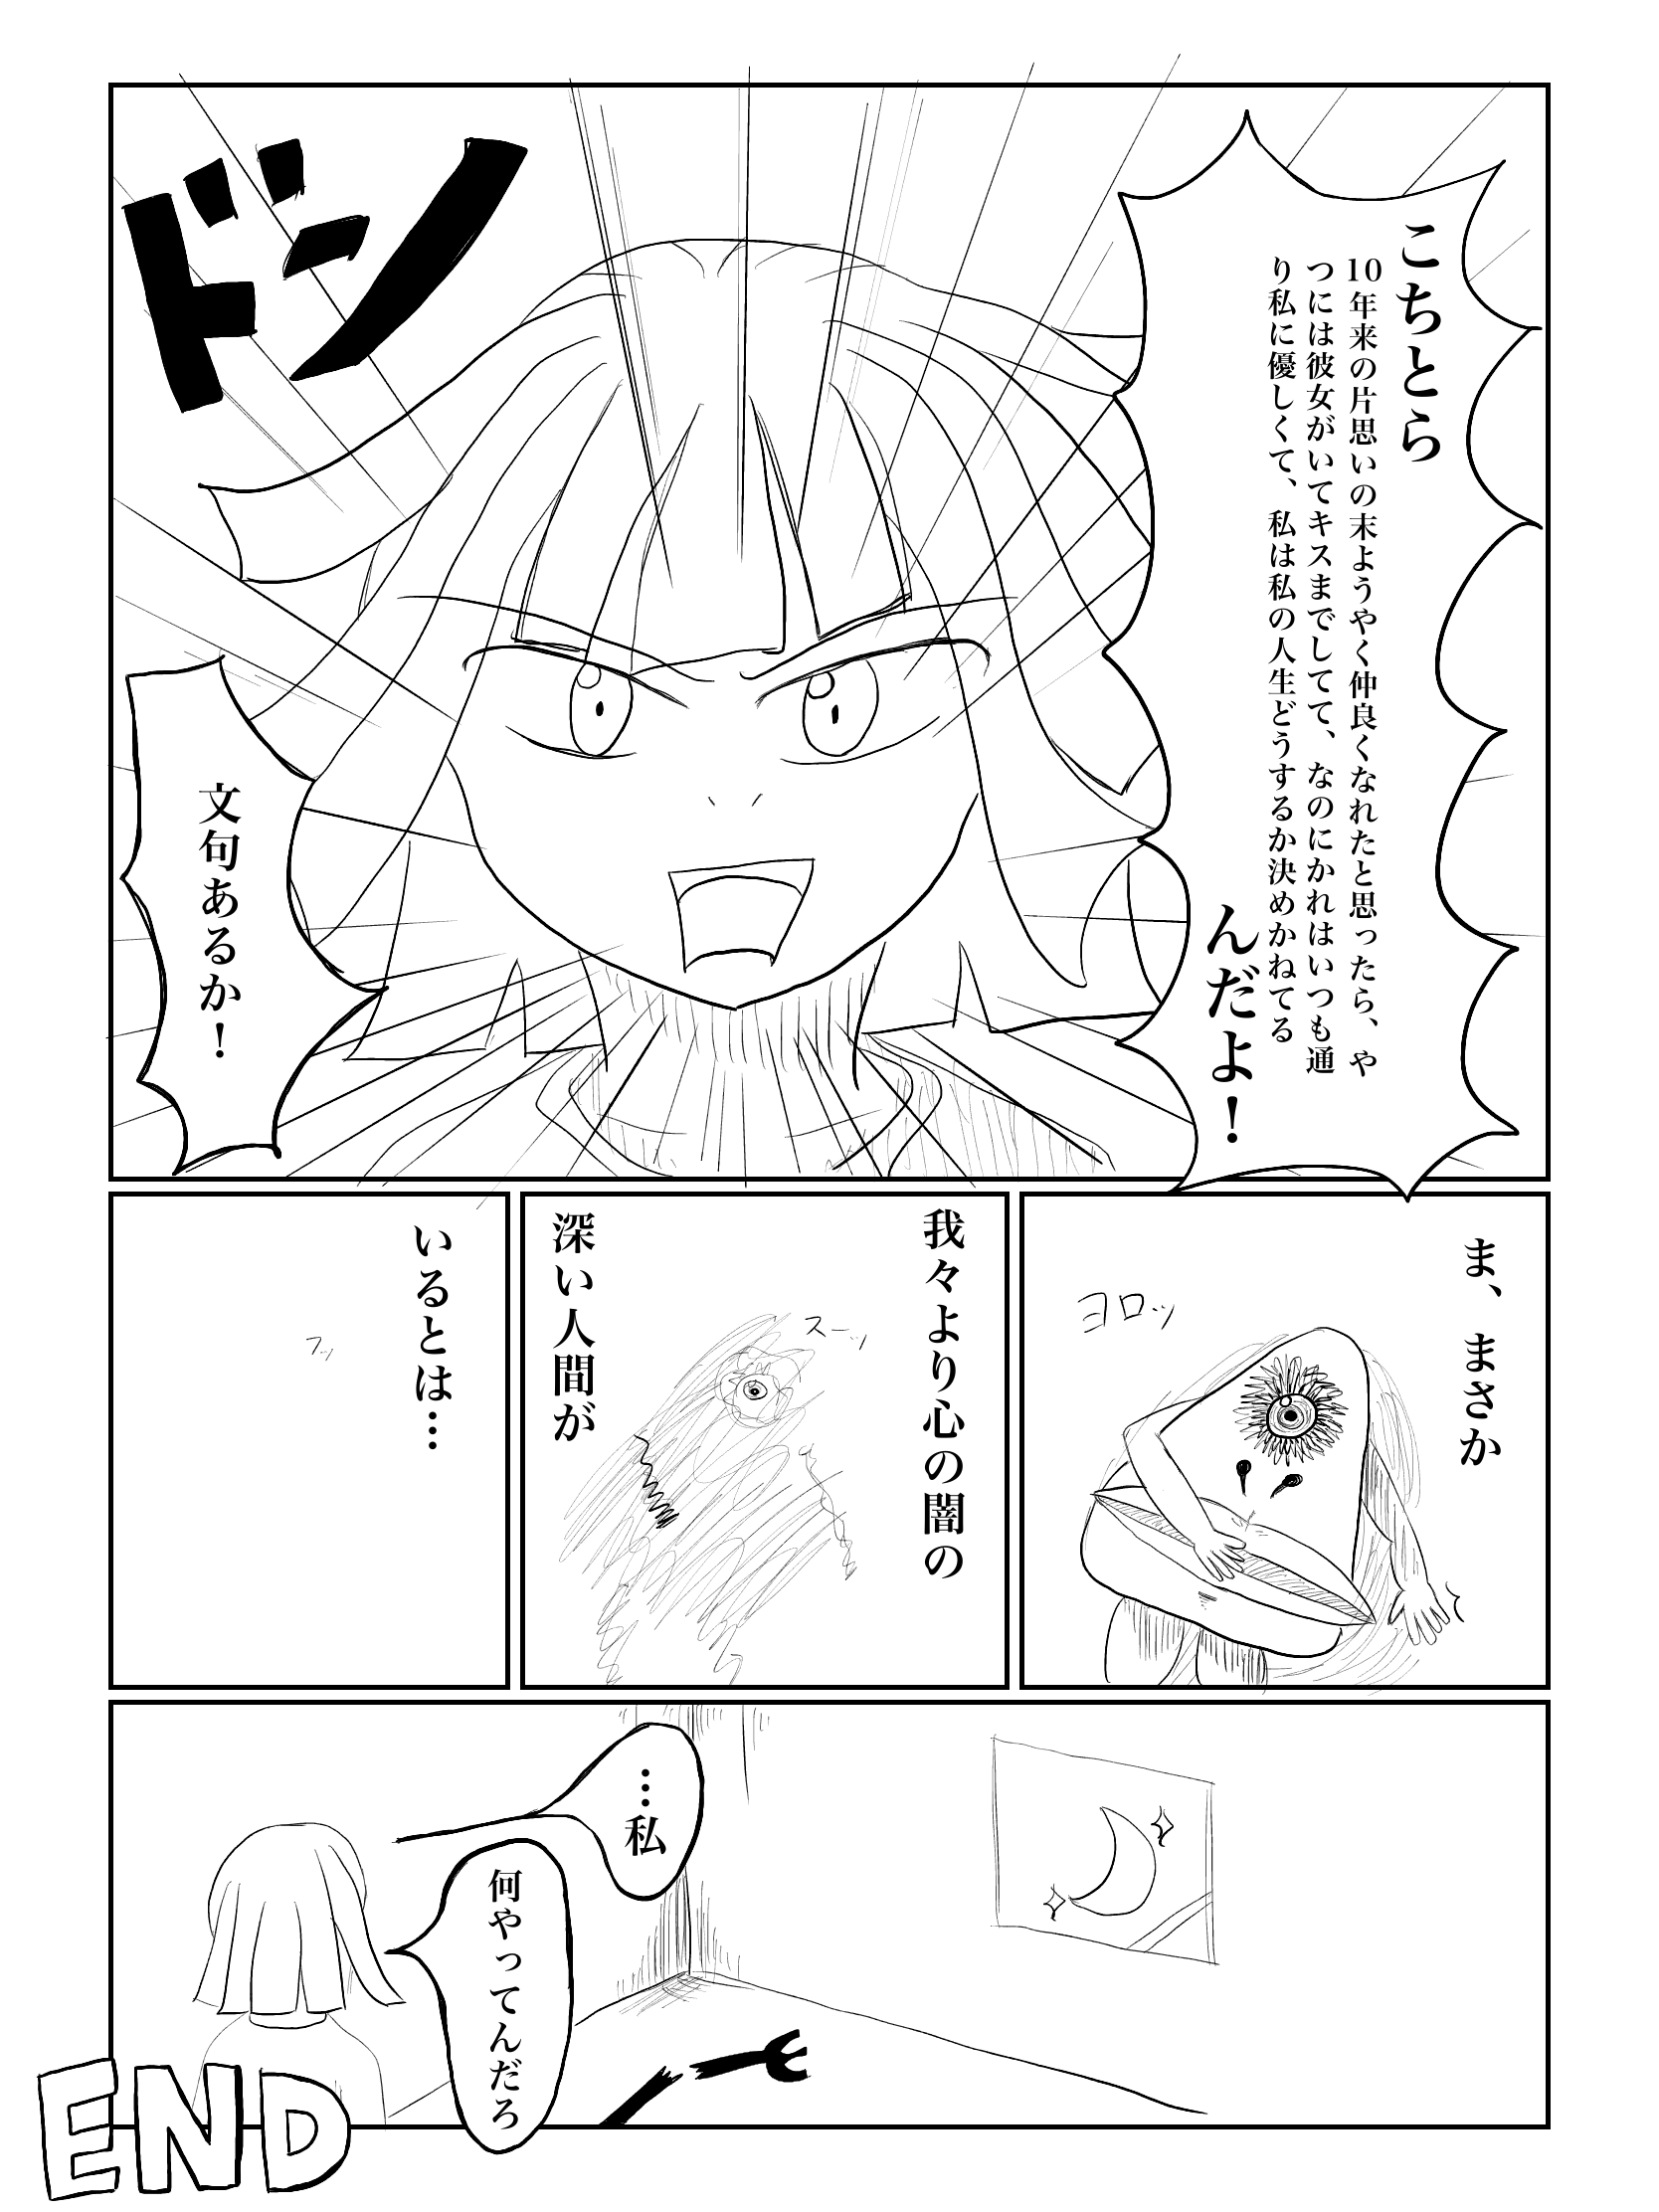 こちとら
10年来の片思いの末ようやく仲良くなれたと思ったら、や
つには彼女がいてキスまでしてて、なのにかれはいつも通
り私に優しくて、私は私の人生どうするか決めかねてる
んだよ！
ドン
文句あるか！
ま、まさか
ヨロッ
我々より心の闇の
スーッ
深い人間が
いるとは…
フッ
…私
何やってんだろ
END